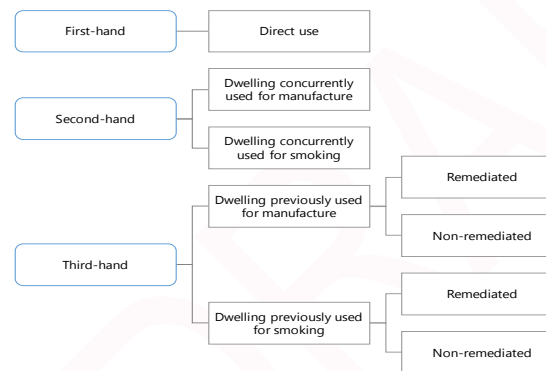 First-hand
Direct use
Second-hand
Dwelling concurrently
used for manufacture
Dwelling concurrently
used for smoking
Third-hand
Dwelling previously used
for manufacture
Remediated
Non-remediated
Dwelling previously used
for smoking
Remediated
Non-remediated